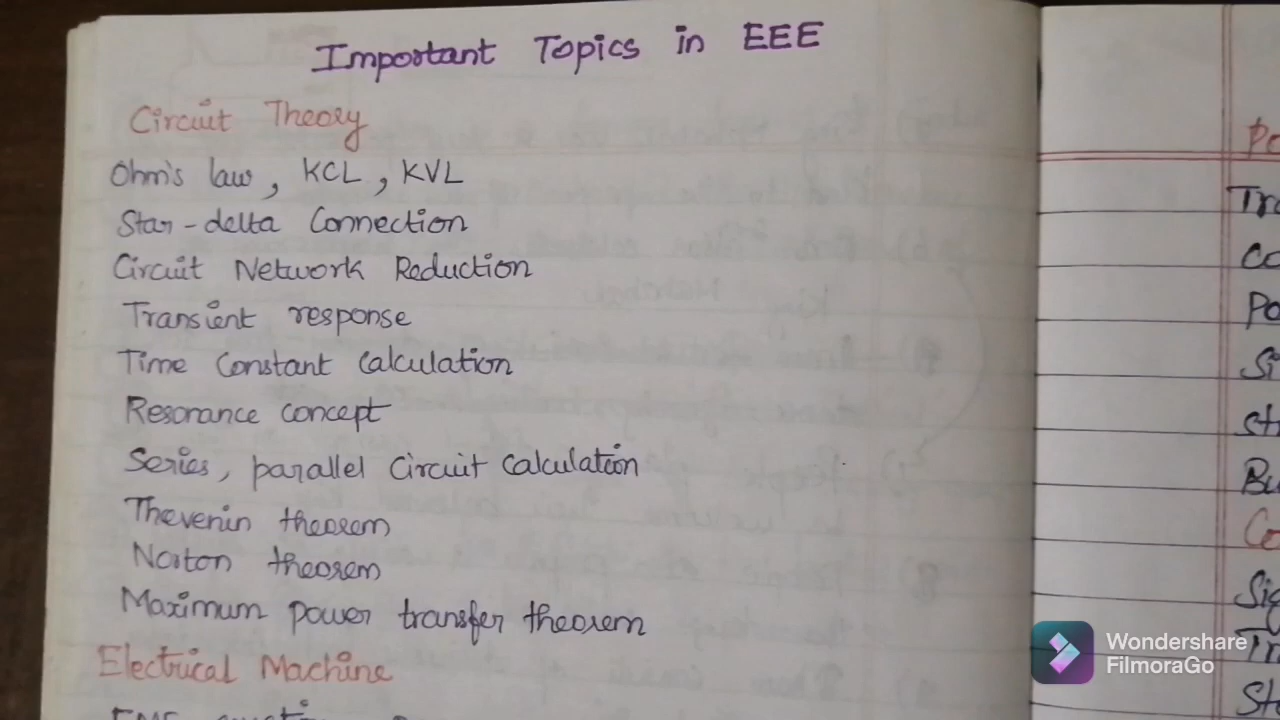 Important Topics in EEE
Circuit Theory
Ohm's law, KCL, KVL
Star-delta Connection
Circuit Network Reduction
Transient response
Time Constant Calculation
Resonance concept
Series, parallel Circuit Calculation
Thevenin theorem
Norton theorem
Maximum power transfer theorem
Electrical Machine
Wondershare
FilmoraGo